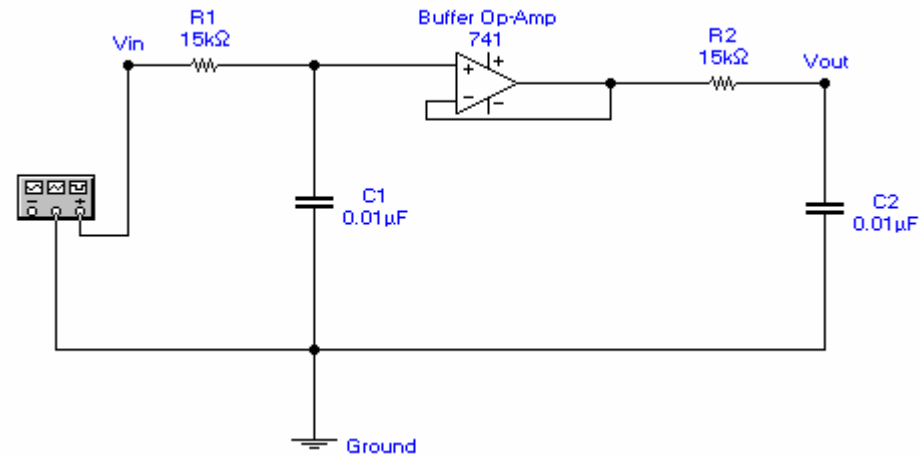 R1
15kΩ
Vin
Buffer Op-Amp
741
R2
15kΩ
Vout
C1
0.01µF
C2
0.01µF
Ground